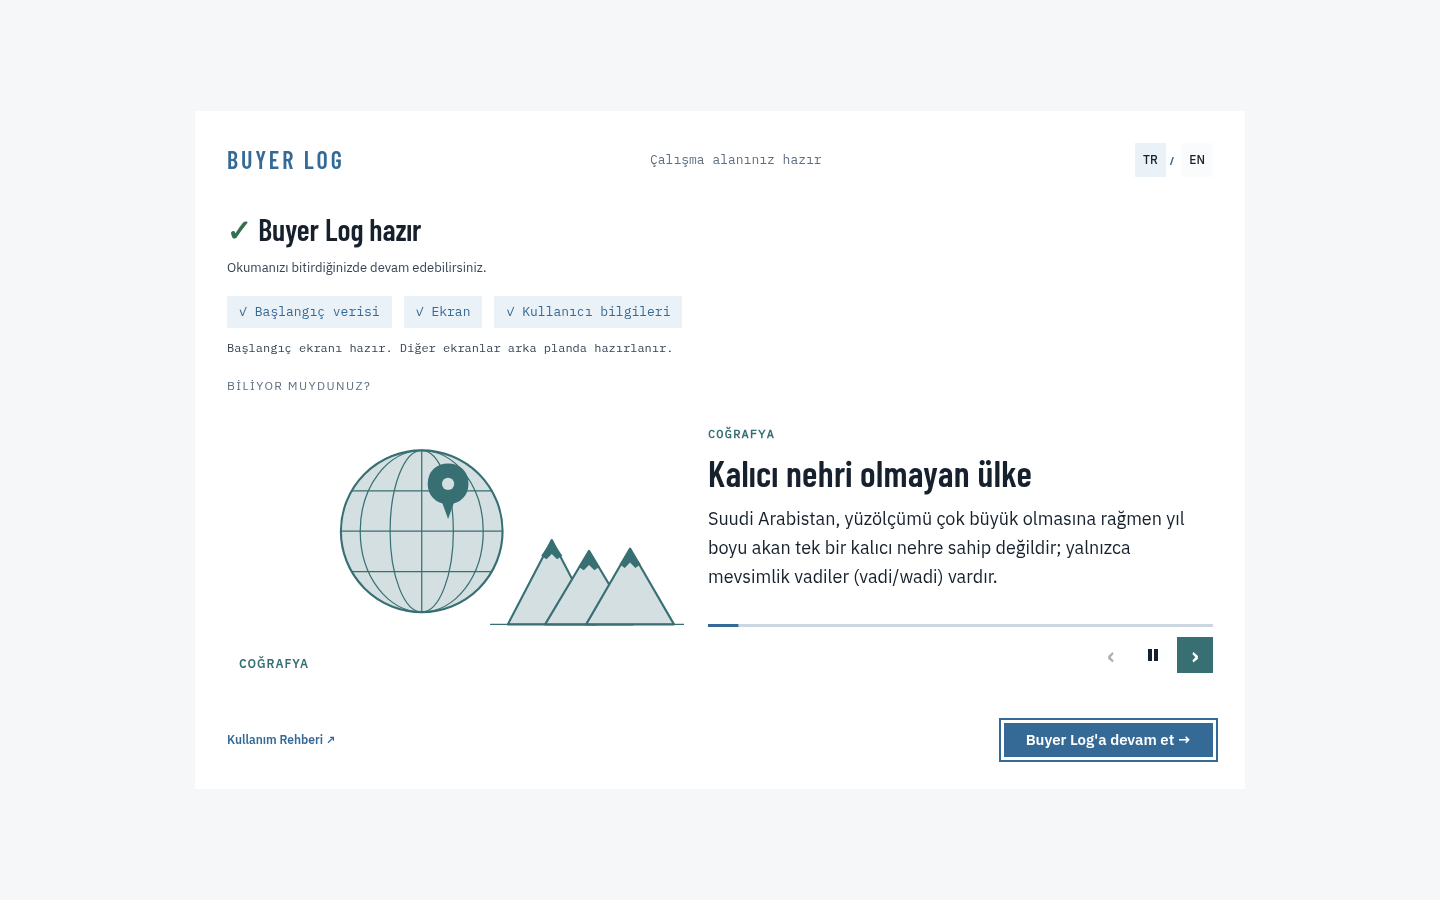 BUYER LOG
Çalışma alanınız hazır
TR / EN
✓ Buyer Log hazır
Okumanızı bitirdiğinizde devam edebilirsiniz.
✓ Başlangıç verisi
✓ Ekran
✓ Kullanıcı bilgileri
Başlangıç ekranı hazır. Diğer ekranlar arka planda hazırlanır.
BİLİYOR MUYDUNUZ?
COĞRAFYA
COĞRAFYA
Kalıcı nehri olmayan ülke
Suudi Arabistan, yüzölçümü çok büyük olmasına rağmen yıl
boyu akan tek bir kalıcı nehre sahip değildir; yalnızca
mevsimlik vadiler (vadi/wadi) vardır.
Kullanım Rehberi ↗
Buyer Log'a devam et →